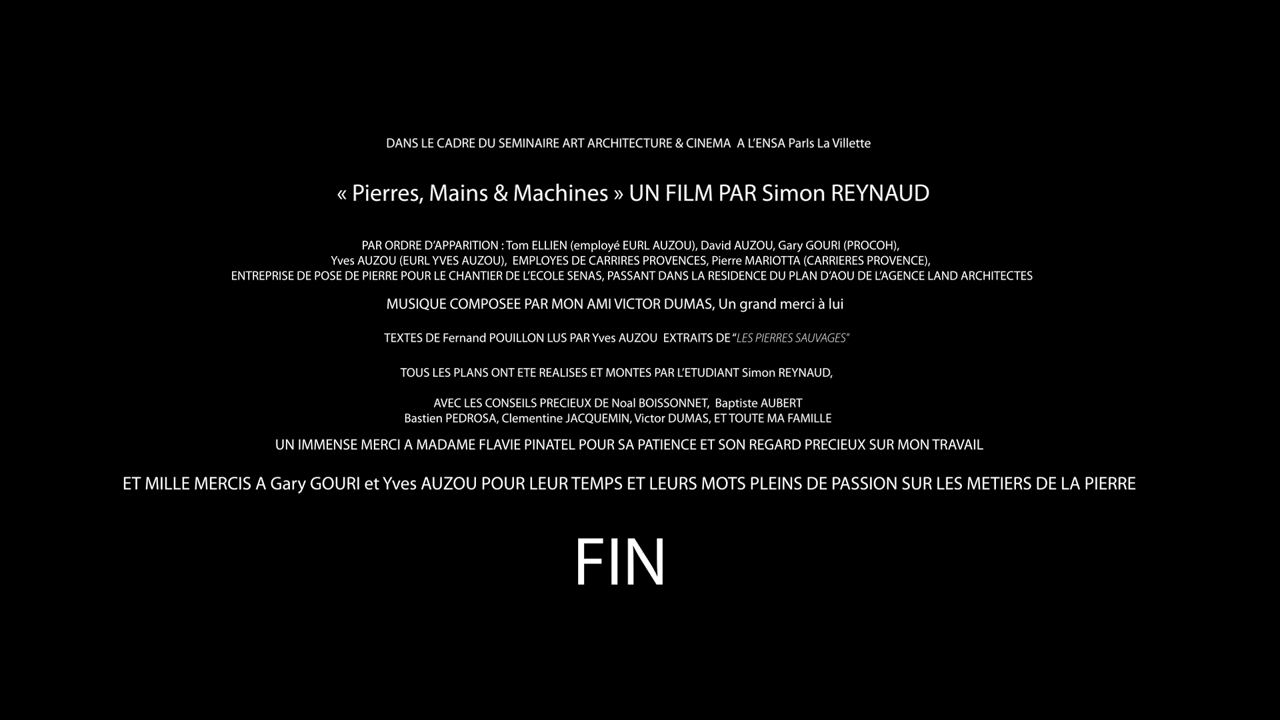 DANS LE CADRE DU SEMINAIRE ART ARCHITECTURE & CINEMA A L'ENSA ParIs La Villette
« Pierres, Mains & Machines » UN FILM PAR Simon REYNAUD
PAR ORDRE D'APPARITION : Tom ELLIEN (employé EURL AUZOU), David AUZOU, Gary GOURI (PROCOH),
Yves AUZOU (EURL YVES AUZOU), EMPLOYES DE CARRIRES PROVENCES, Pierre MARIOTTA (CARRIERES PROVENCE),
ENTREPRISE DE POSE DE PIERRE POUR LE CHANTIER DE L'ECOLE SENAS, PASSANT DANS LA RESIDENCE DU PLAN D'AOU DE L'AGENCE LAND ARCHITECTES
MUSIQUE COMPOSEE PAR MON AMI VICTOR DUMAS, Un grand merci à lui
TEXTES DE Fernand POUILLON LUS PAR Yves AUZOU EXTRAITS DE "LES PIERRES SAUVAGES"
TOUS LES PLANS ONT ETE REALISES ET MONTES PAR L'ETUDIANT Simon REYNAUD,
AVEC LES CONSEILS PRECIEUX DE Noal BOISSONNET, Baptiste AUBERT
Bastien PEDROSA, Clementine JACQUEMIN, Victor DUMAS, ET TOUTE MA FAMILLE
UN IMMENSE MERCI A MADAME FLAVIE PINATEL POUR SA PATIENCE ET SON REGARD PRECIEUX SUR MON TRAVAIL
ET MILLE MERCIS A Gary GOURI et Yves AUZOU POUR LEUR TEMPS ET LEURS MOTS PLEINS DE PASSION SUR LES METIERS DE LA PIERRE
FIN